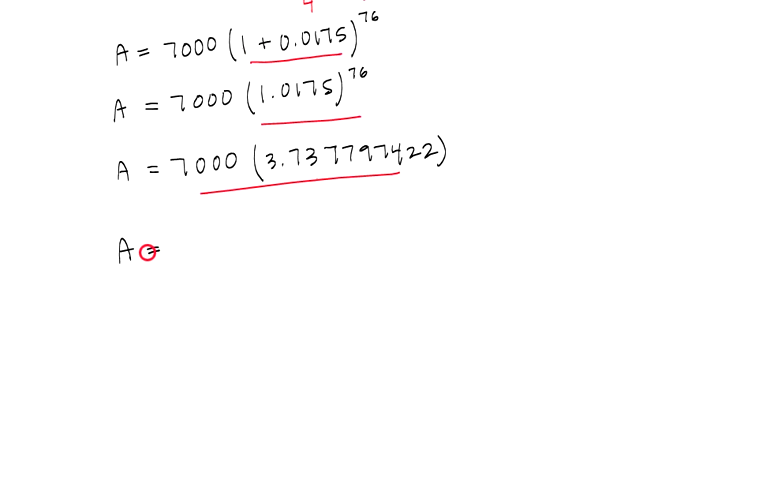 4
A = 7000 (1 + 0.0175)^76
A = 7000 (1.0175)^76
A = 7000 (3.737797422)
A =